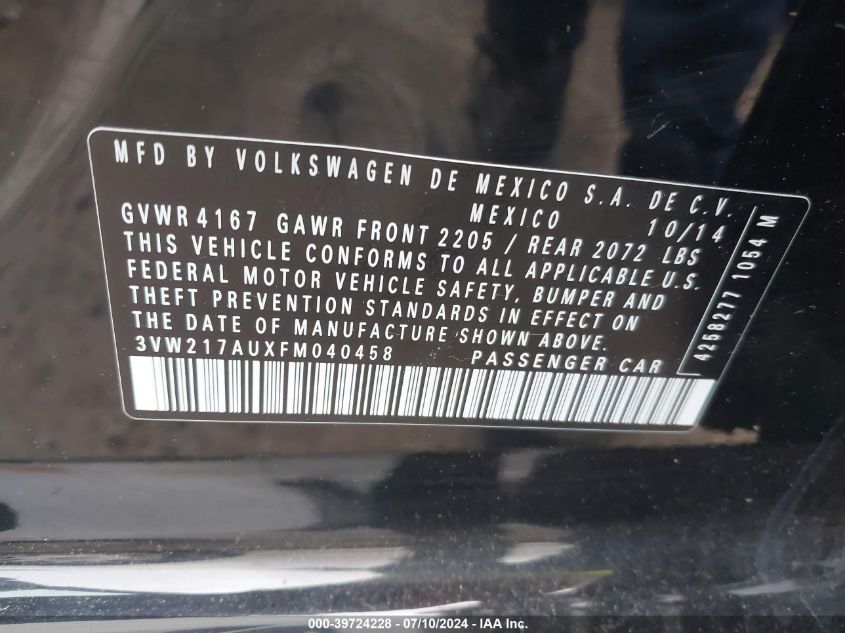 MFD BY VOLKSWAGEN DE MEXICO S.A. DE C.V.
MEXICO 10/14
GVWR 4167 GAWR FRONT 2205 / REAR 2072 LBS
THIS VEHICLE CONFORMS TO ALL APPLICABLE U.S.
FEDERAL MOTOR VEHICLE SAFETY, BUMPER AND
THEFT PREVENTION STANDARDS IN EFFECT ON
THE DATE OF MANUFACTURE SHOWN ABOVE.
3VW217AUXFM040458 PASSENGER CAR
4258277 1054 M
000-39724228 - 07/10/2024 - IAA Inc.